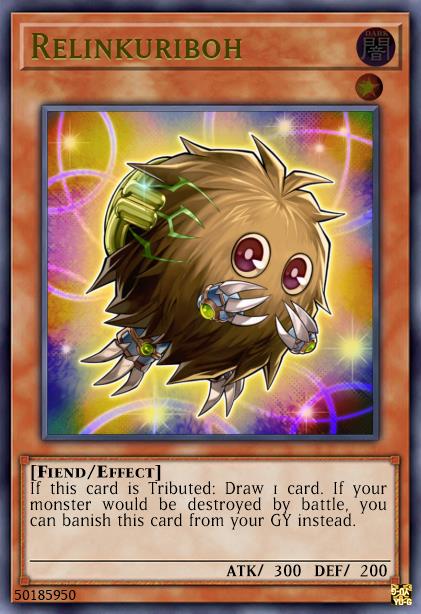 RELINKURIBOH
DARK
闇
[FIEND/EFFECT]
If this card is Tributed: Draw 1 card. If your
monster would be destroyed by battle, you
can banish this card from your GY instead.
ATK/ 300 DEF/ 200
50185950